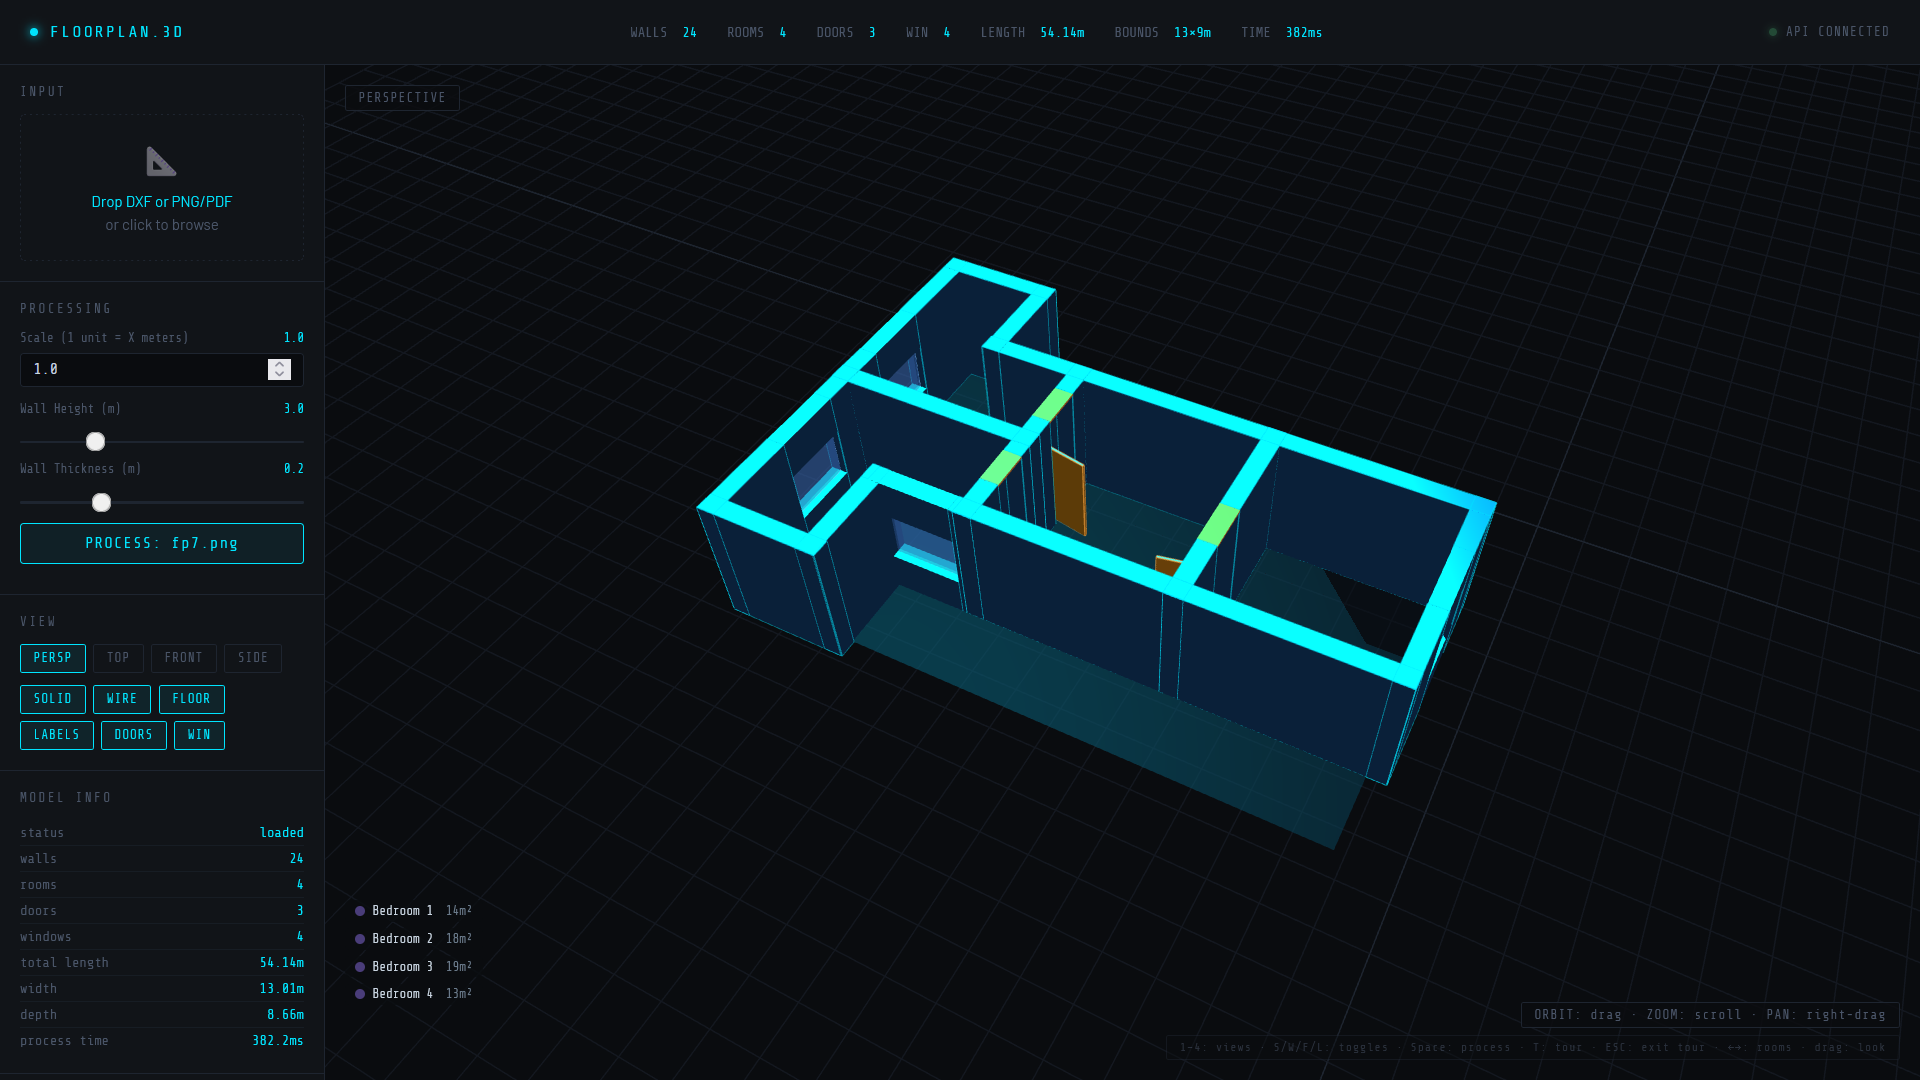 FLOORPLAN.3D
WALLS 24 ROOMS 4 DOORS 3 WIN 4 LENGTH 54.14m BOUNDS 13×9m TIME 382ms
API CONNECTED
INPUT
Drop DXF or PNG/PDF
or click to browse
PROCESSING
Scale (1 unit = X meters) 1.0
1.0
Wall Height (m) 3.0
Wall Thickness (m) 0.2
PROCESS: fp7.png
VIEW
PERSP TOP FRONT SIDE
SOLID WIRE FLOOR
LABELS DOORS WIN
MODEL INFO
status loaded
walls 24
rooms 4
doors 3
windows 4
total length 54.14m
width 13.01m
depth 8.66m
process time 382.2ms
PERSPECTIVE
Bedroom 1 14m²
Bedroom 2 18m²
Bedroom 3 19m²
Bedroom 4 13m²
ORBIT: drag · ZOOM: scroll · PAN: right-drag
1-4: views · S/W/F/L: toggles · Space: process · T: tour · ESC: exit tour · ←→: rooms · drag: look